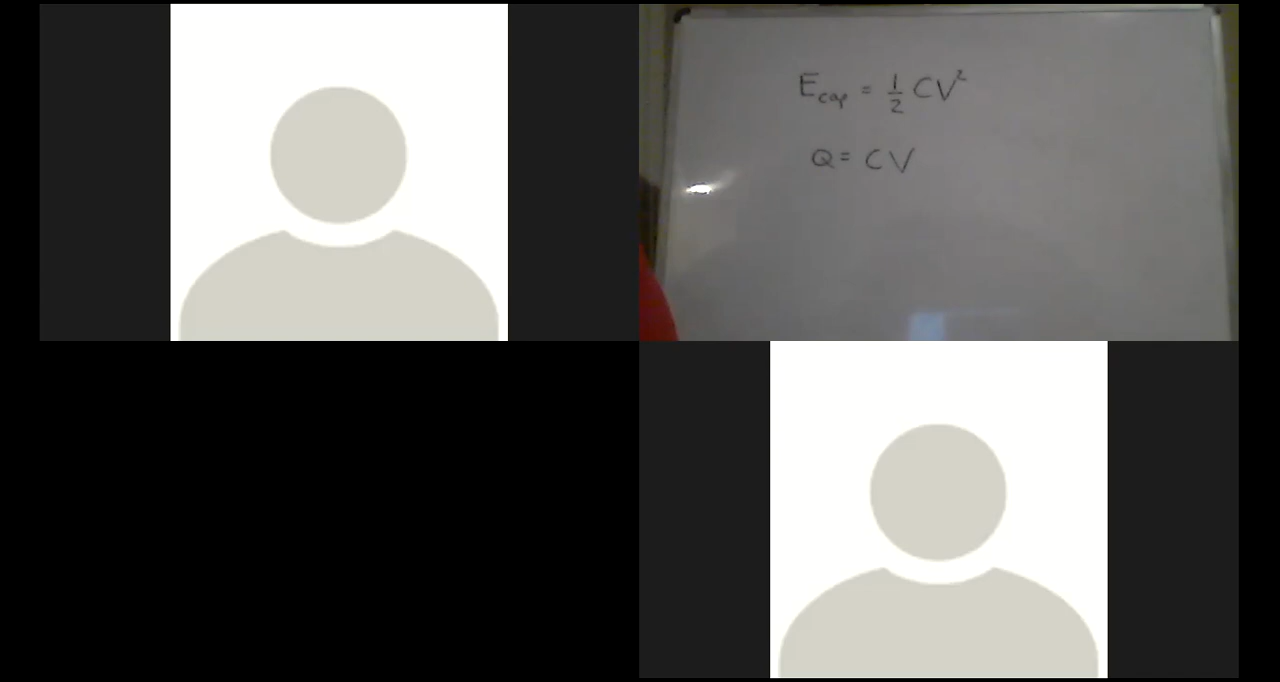 E_cap = 1/2 CV²
Q = CV